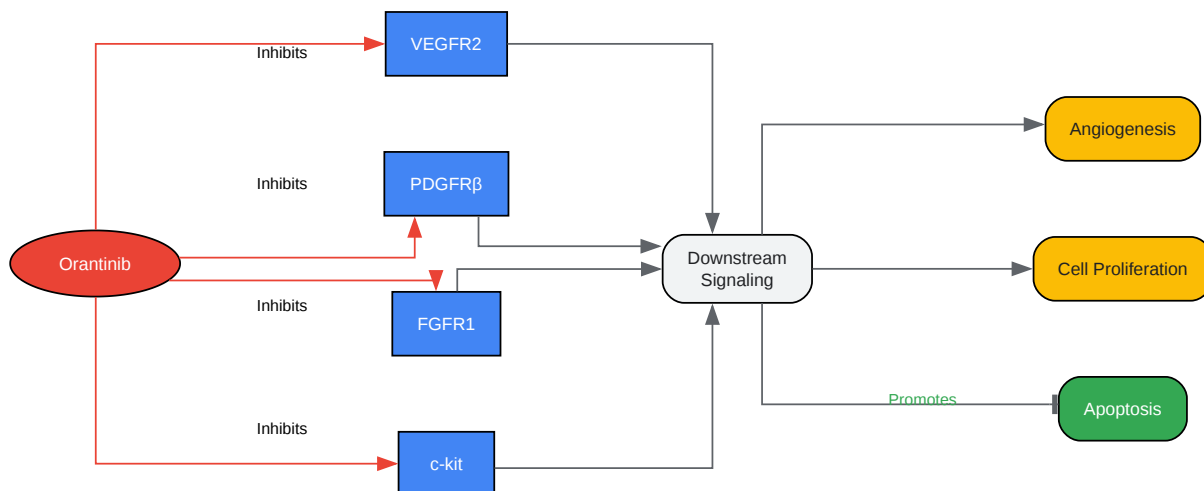 VEGFR2
Inhibits
Angiogenesis
Inhibits
PDGFRβ
Orantinib
Downstream
Signaling
Cell Proliferation
Inhibits
FGFR1
Promotes
Apoptosis
Inhibits
c-kit